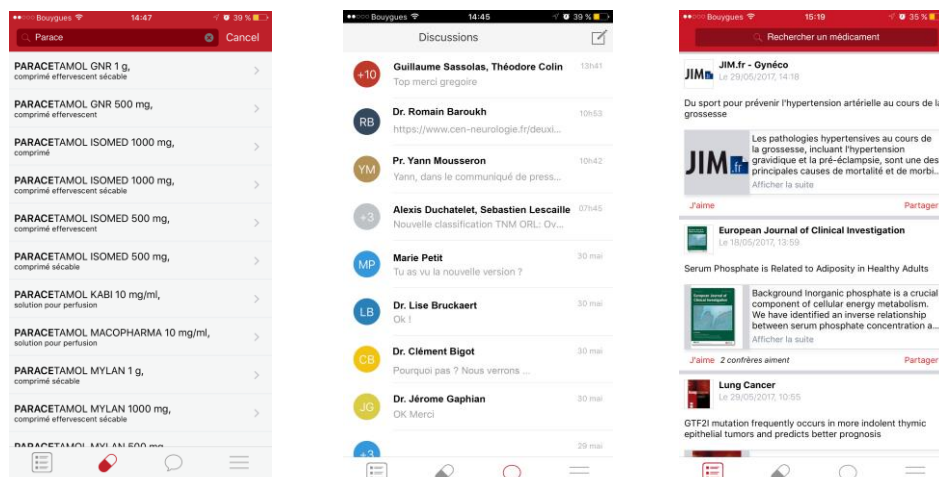 Bouygues 14:47 39 %
Parace Cancel
PARACETAMOL GNR 1 g,
comprimé effervescent sécable
PARACETAMOL GNR 500 mg,
comprimé effervescent
PARACETAMOL ISOMED 1000 mg,
comprimé
PARACETAMOL ISOMED 1000 mg,
comprimé effervescent sécable
PARACETAMOL ISOMED 500 mg,
comprimé effervescent
PARACETAMOL ISOMED 500 mg,
comprimé sécable
PARACETAMOL KABI 10 mg/ml,
solution pour perfusion
PARACETAMOL MACOPHARMA 10 mg/ml,
solution pour perfusion
PARACETAMOL MYLAN 1 g,
comprimé sécable
PARACETAMOL MYLAN 1000 mg,
comprimé effervescent sécable
PARACETAMOL MYLAN 500 mg
Bouygues 14:45 39 %
Discussions
+10 Guillaume Sassolas, Théodore Colin 13h41
Top merci gregoire
RB Dr. Romain Baroukh 10h53
https://www.cen-neurologie.fr/deuxi...
YM Pr. Yann Mousseron 10h42
Yann, dans le communiqué de press...
+3 Alexis Duchatelet, Sebastien Lescaille 07h45
Nouvelle classification TNM ORL: Ov...
MP Marie Petit 30 mai
Tu as vu la nouvelle version ?
LB Dr. Lise Bruckaert 30 mai
Ok !
CB Dr. Clément Bigot 30 mai
Pourquoi pas ? Nous verrons ...
JG Dr. Jérome Gaphian 30 mai
OK Merci
+3 29 mai
Bouygues 15:19 35 %
Rechercher un médicament
JIM.fr JIM.fr - Gynéco
Le 29/05/2017, 14:18
Du sport pour prévenir l'hypertension artérielle au cours de la
grossesse
JIM.fr
Les pathologies hypertensives au cours de
la grossesse, incluant l'hypertension
gravidique et la pré-éclampsie, sont une des
principales causes de mortalité et de morbi...
Afficher la suite
J'aime Partager
European Journal of Clinical Investigation
Le 18/05/2017, 13:59
Serum Phosphate is Related to Adiposity in Healthy Adults
Background Inorganic phosphate is a crucial
component of cellular energy metabolism.
We have identified an inverse relationship
between serum phosphate concentration a...
Afficher la suite
J'aime 2 confrères aiment Partager
Lung Cancer
Le 29/05/2017, 10:55
GTF2I mutation frequently occurs in more indolent thymic
epithelial tumors and predicts better prognosis